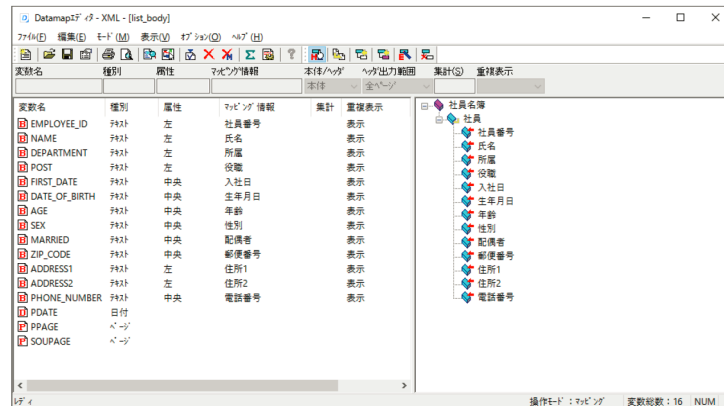 Datamapｴﾃﾞｨﾀ - XML - [list_body]
ﾌｧｲﾙ(F) 編集(E) ﾓｰﾄﾞ(M) 表示(V) ｵﾌﾟｼｮﾝ(O) ﾍﾙﾌﾟ(H)
変数名 種別 属性 ﾏｯﾋﾟﾝｸﾞ情報 本体/ヘッダ ﾍｯﾀﾞ出力範囲 集計(S) 重複表示
本体 全ﾍﾟｰｼﾞ
変数名 種別 属性 ﾏｯﾋﾟﾝｸﾞ情報 集計 重複表示
EMPLOYEE_ID ﾃｷｽﾄ 左 社員番号 表示
NAME ﾃｷｽﾄ 左 氏名 表示
DEPARTMENT ﾃｷｽﾄ 左 所属 表示
POST ﾃｷｽﾄ 左 役職 表示
FIRST_DATE ﾃｷｽﾄ 中央 入社日 表示
DATE_OF_BIRTH ﾃｷｽﾄ 中央 生年月日 表示
AGE ﾃｷｽﾄ 中央 年齢 表示
SEX ﾃｷｽﾄ 中央 性別 表示
MARRIED ﾃｷｽﾄ 中央 配偶者 表示
ZIP_CODE ﾃｷｽﾄ 中央 郵便番号 表示
ADDRESS1 ﾃｷｽﾄ 左 住所1 表示
ADDRESS2 ﾃｷｽﾄ 左 住所2 表示
PHONE_NUMBER ﾃｷｽﾄ 中央 電話番号 表示
PDATE 日付
PPAGE ﾍﾟｰｼﾞ
SOUPAGE ﾍﾟｰｼﾞ
社員名簿
社員
社員番号
氏名
所属
役職
入社日
生年月日
年齢
性別
配偶者
郵便番号
住所1
住所2
電話番号
ﾚﾃﾞｨ 操作ﾓｰﾄﾞ：ﾏｯﾋﾟﾝｸﾞ 変数総数：16 NUM